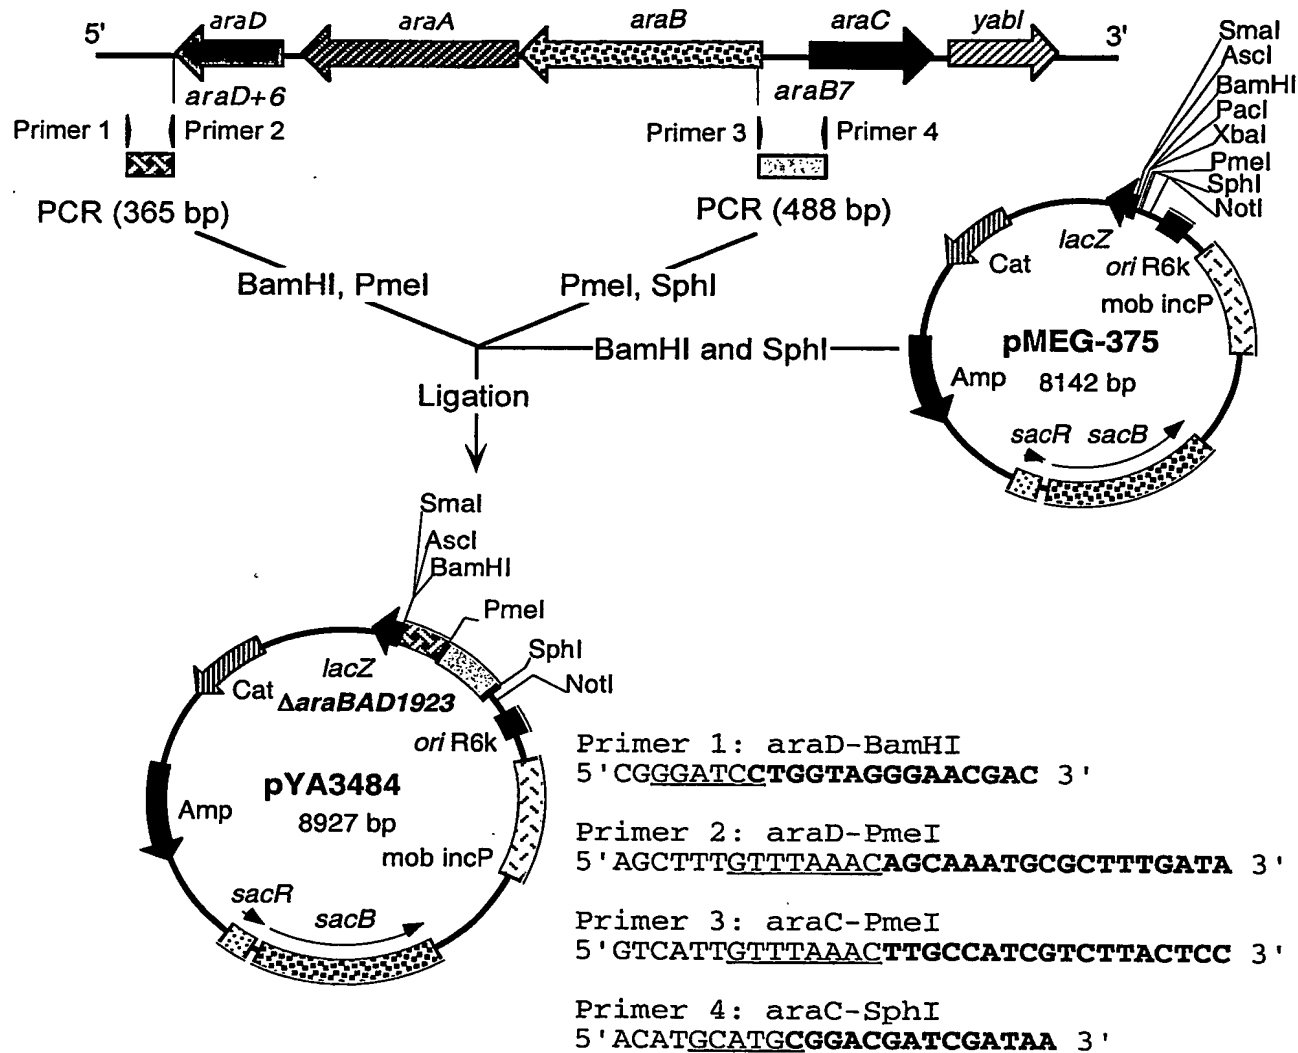 araD araA araB araC yabI
5' 3'
araD+6 araB7
Primer 1 Primer 2 Primer 3 Primer 4
PCR (365 bp) PCR (488 bp)
BamHI, PmeI PmeI, SphI
BamHI and SphI
Ligation
SmaI
AscI
BamHI
PacI
XbaI
PmeI
SphI
NotI
lacZ
Cat
ori R6k
mob incP
pMEG-375
8142 bp
Amp
sacR sacB
SmaI
AscI
BamHI
PmeI
SphI
NotI
lacZ
Cat
ΔaraBAD1923
ori R6k
pYA3484
8927 bp
Amp
mob incP
sacR
sacB
Primer 1: araD-BamHI
5'CGGGATCCTGGTAGGGAACGAC 3'
Primer 2: araD-PmeI
5'AGCTTTGTTTAAACAGCAAATGCGCTTTGATA 3'
Primer 3: araC-PmeI
5'GTCATTGTTTAAACTTGCCATCGTCTTACTCC 3'
Primer 4: araC-SphI
5'ACATGCATGCGGACGATCGATAA 3'